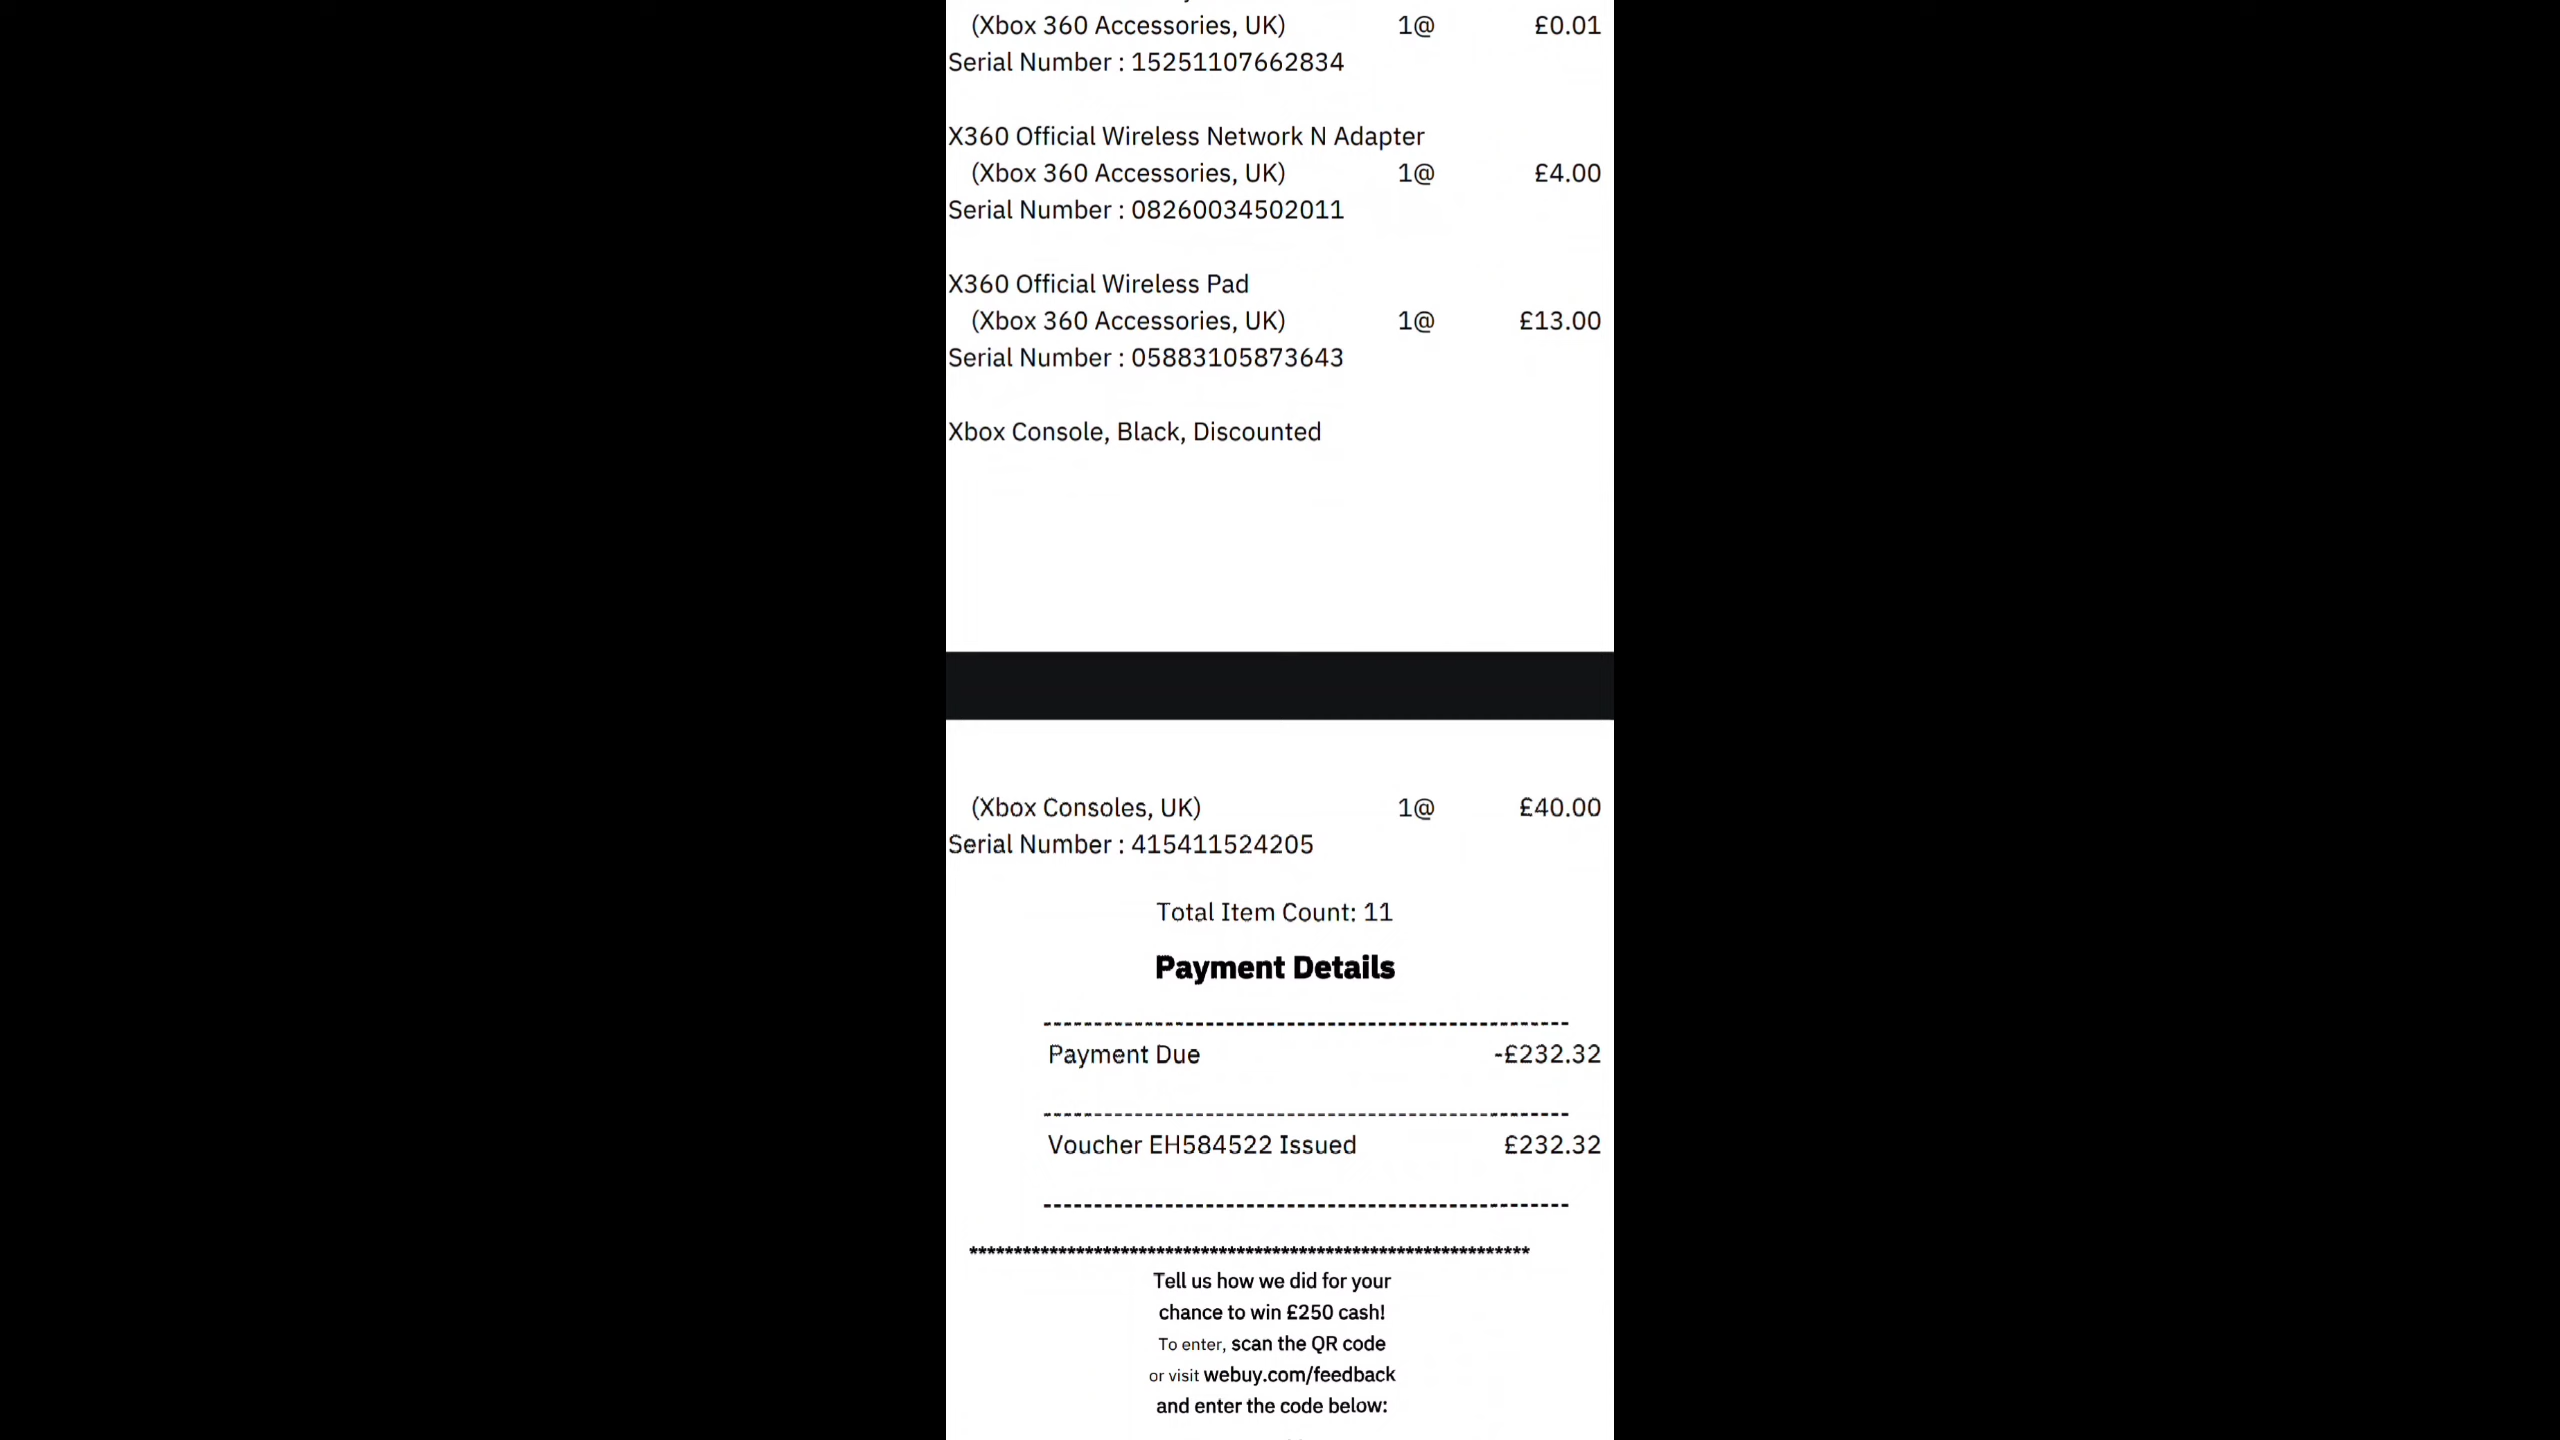 (Xbox 360 Accessories, UK) 1@ £0.01
Serial Number : 15251107662834
X360 Official Wireless Network N Adapter
(Xbox 360 Accessories, UK) 1@ £4.00
Serial Number : 08260034502011
X360 Official Wireless Pad
(Xbox 360 Accessories, UK) 1@ £13.00
Serial Number : 05883105873643
Xbox Console, Black, Discounted
(Xbox Consoles, UK) 1@ £40.00
Serial Number : 415411524205
Total Item Count: 11
Payment Details
----------------------------------------------------
Payment Due -£232.32
----------------------------------------------------
Voucher EH584522 Issued £232.32
----------------------------------------------------
****************************************************************
Tell us how we did for your
chance to win £250 cash!
To enter, scan the QR code
or visit webuy.com/feedback
and enter the code below: